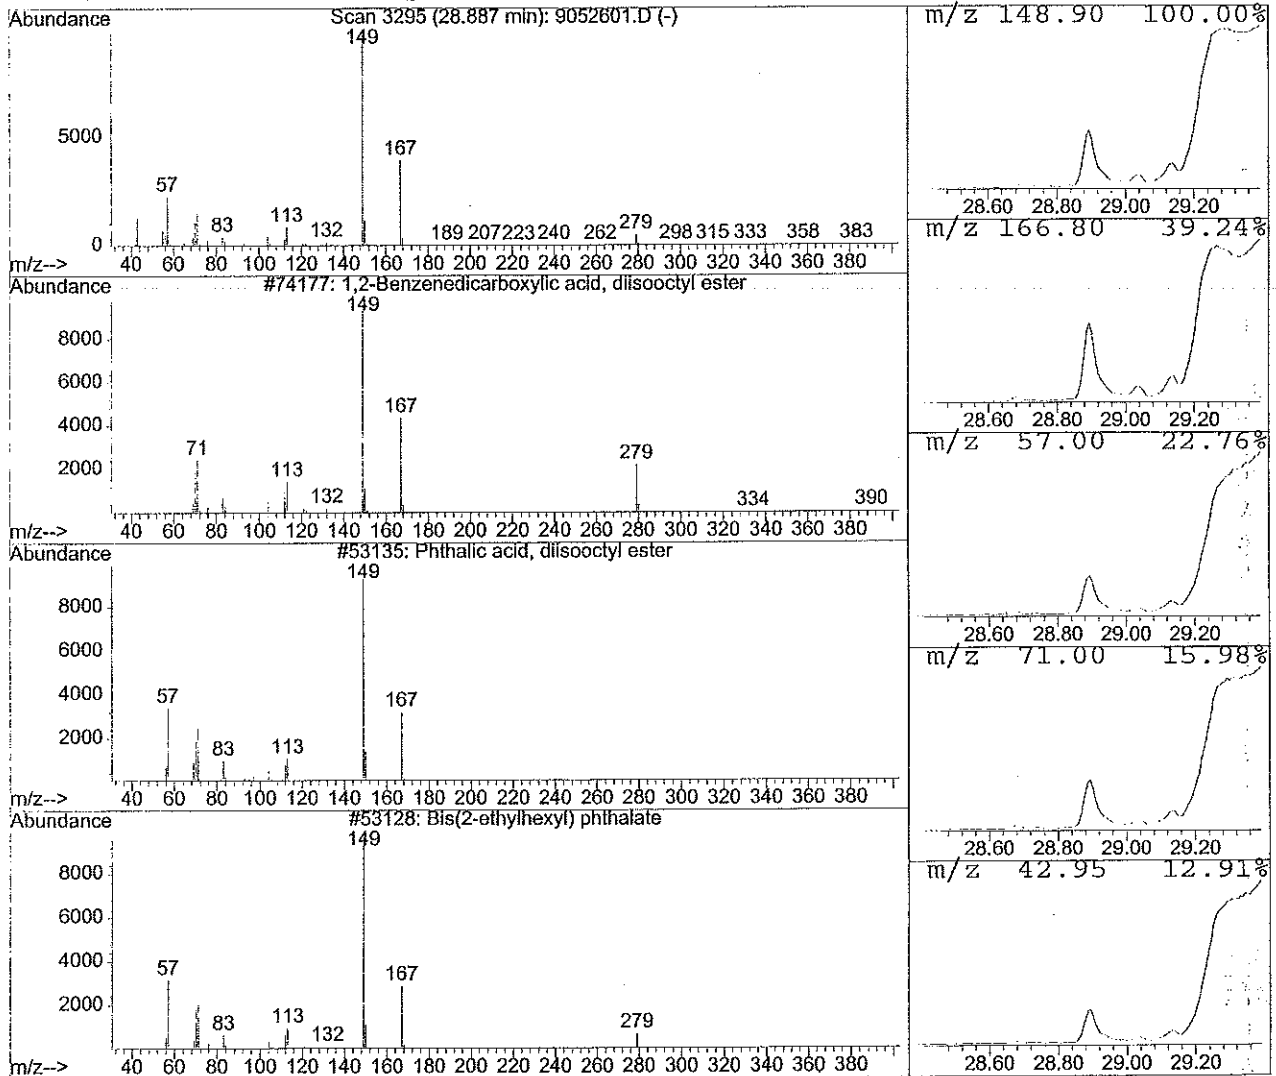 Abundance
Scan 3295 (28.887 min): 9052601.D (-)
149
5000
167
57
83
113
132
189 207 223 240 262 279 298 315 333 358 383
0
m/z-->
40 60 80 100 120 140 160 180 200 220 240 260 280 300 320 340 360 380
Abundance
#74177: 1,2-Benzenedicarboxylic acid, diisooctyl ester
149
8000
6000
4000
2000
167
71
113
132
279
334
390
m/z-->
40 60 80 100 120 140 160 180 200 220 240 260 280 300 320 340 360 380
Abundance
#53135: Phthalic acid, diisooctyl ester
149
8000
6000
4000
2000
57
167
83
113
m/z-->
40 60 80 100 120 140 160 180 200 220 240 260 280 300 320 340 360 380
Abundance
#53128: Bis(2-ethylhexyl) phthalate
149
8000
6000
4000
2000
57
167
83
113
132
279
m/z-->
40 60 80 100 120 140 160 180 200 220 240 260 280 300 320 340 360 380
m/z 148.90 100.00%
28.60 28.80 29.00 29.20
m/z 166.80 39.24%
28.60 28.80 29.00 29.20
m/z 57.00 22.76%
28.60 28.80 29.00 29.20
m/z 71.00 15.98%
28.60 28.80 29.00 29.20
m/z 42.95 12.91%
28.60 28.80 29.00 29.20